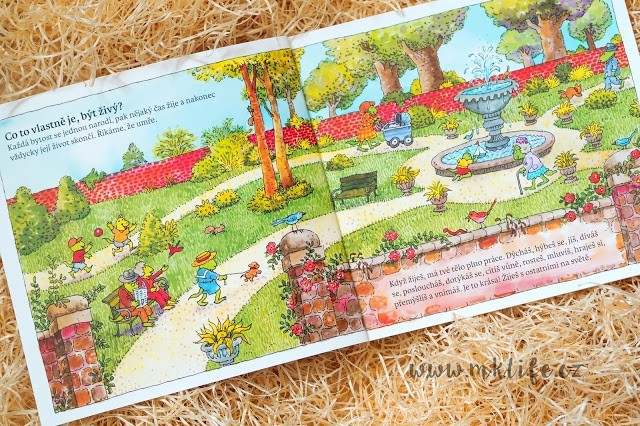 Co to vlastně je, být živý?
Každá bytost se jednou narodí, pak nějaký čas žije a nakonec
vždycky její život skončí. Říkáme, že umře.
Když žiješ, má tvé tělo plno práce. Dýcháš, hýbeš se, jíš, díváš
se, posloucháš, dotýkáš se, cítíš vůně, rosteš, mluvíš, hraješ si,
přemýšlíš a vnímáš. Je to krása! Žiješ s ostatními na světě.
www.mklife.cz